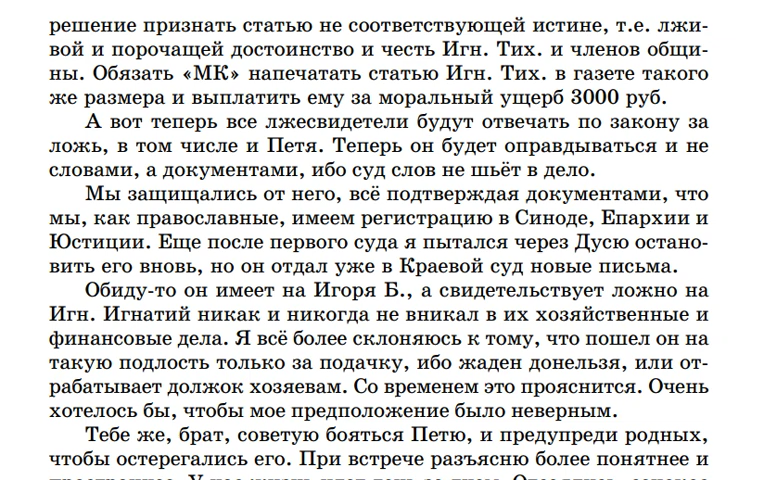 решение признать статью не соответствующей истине, т.е. лжи-
вой и порочащей достоинство и честь Игн. Тих. и членов общи-
ны. Обязать «МК» напечатать статью Игн. Тих. в газете такого
же размера и выплатить ему за моральный ущерб 3000 руб.
А вот теперь все лжесвидетели будут отвечать по закону за
ложь, в том числе и Петя. Теперь он будет оправдываться и не
словами, а документами, ибо суд слов не шьёт в дело.
Мы защищались от него, всё подтверждая документами, что
мы, как православные, имеем регистрацию в Синоде, Епархии и
Юстиции. Еще после первого суда я пытался через Дусю остано-
вить его вновь, но он отдал уже в Краевой суд новые письма.
Обиду-то он имеет на Игоря Б., а свидетельствует ложно на
Игн. Игнатий никак и никогда не вникал в их хозяйственные и
финансовые дела. Я всё более склоняюсь к тому, что пошел он на
такую подлость только за подачку, ибо жаден донельзя, или от-
рабатывает должок хозяевам. Со временем это прояснится. Очень
хотелось бы, чтобы мое предположение было неверным.
Тебе же, брат, советую бояться Петю, и предупреди родных,
чтобы остерегались его. При встрече разъясню более понятнее и